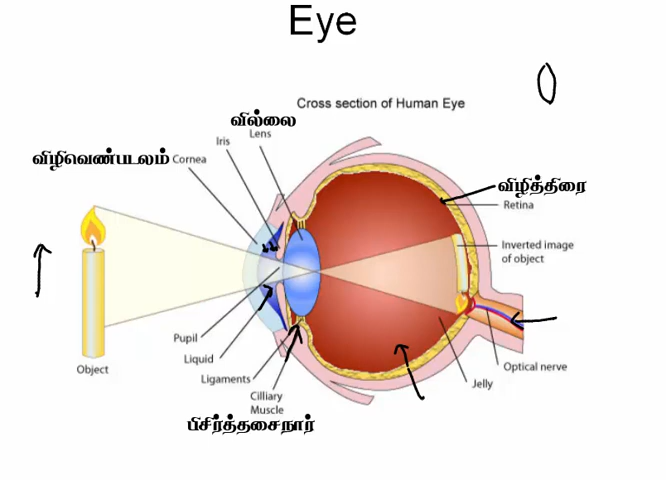 Eye
Cross section of Human Eye
வில்லை
Lens
Iris
விழிவெண்படலம் Cornea
விழித்திரை
Retina
Inverted image
of object
Pupil
Liquid
Object
Ligaments
Cilliary
Muscle
Optical nerve
Jelly
பிசிர்த்தசைநார்